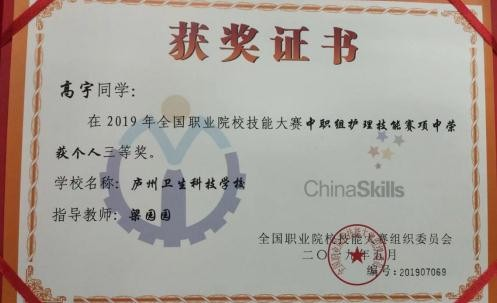 获奖证书
高宇同学：
在2019年全国职业院校技能大赛中职组护理技能赛项中荣
获个人三等奖。
学校名称：庐州卫生科技学校
指导教师：梁园园
ChinaSkills
全国职业院校技能大赛组织委员会
二〇一九年五月
编号：201907069